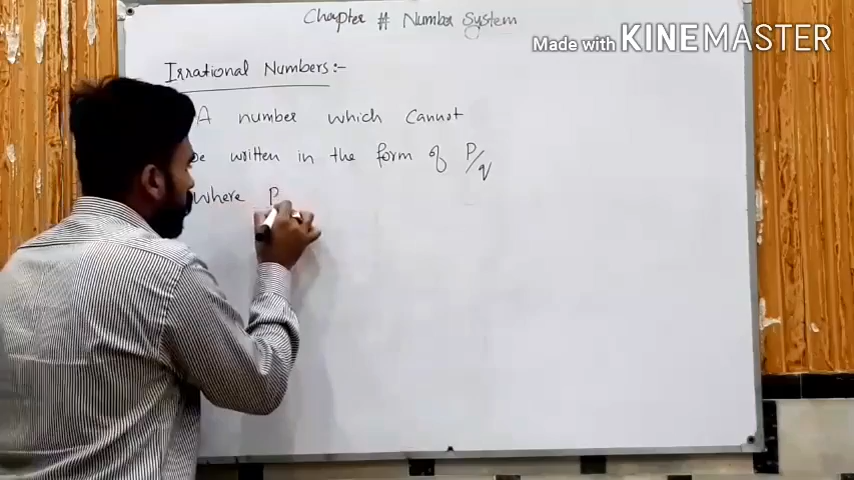 Chapter # Number System
Made with KINEMASTER
Irrational Numbers :-
A number which cannot
be written in the form of P/q
where P